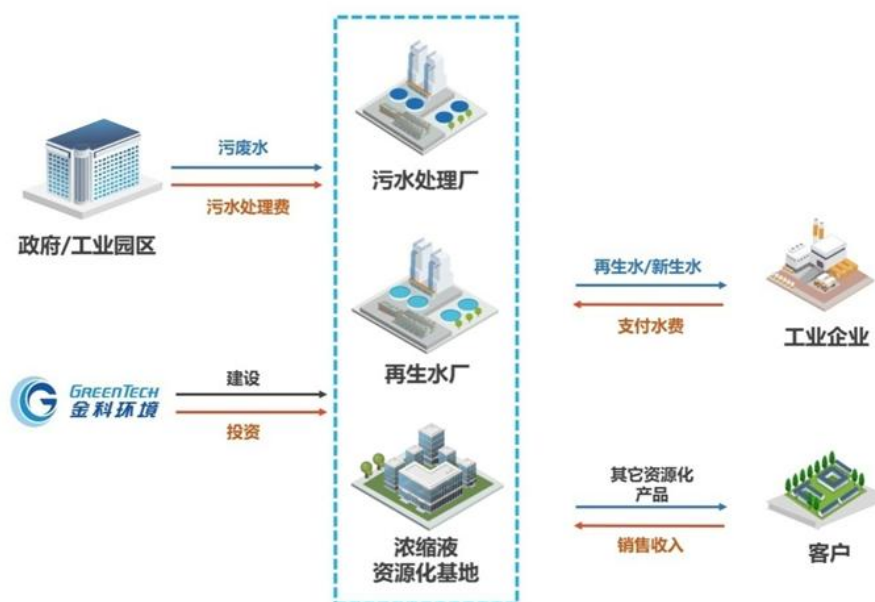 污废水
污水处理费
政府/工业园区
污水处理厂
再生水/新生水
支付水费
工业企业
再生水厂
GREENTECH
金科环境
建设
投资
其它资源化
产品
销售收入
客户
浓缩液
资源化基地